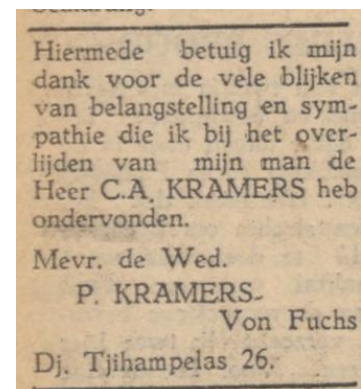 Hiermede betuig ik mijn
dank voor de vele blijken
van belangstelling en sym-
pathie die ik bij het over-
lijden van mijn man de
Heer C.A. KRAMERS heb
ondervonden.
Mevr. de Wed.
P. KRAMERS-
Von Fuchs
Dj. Tjihampelas 26.